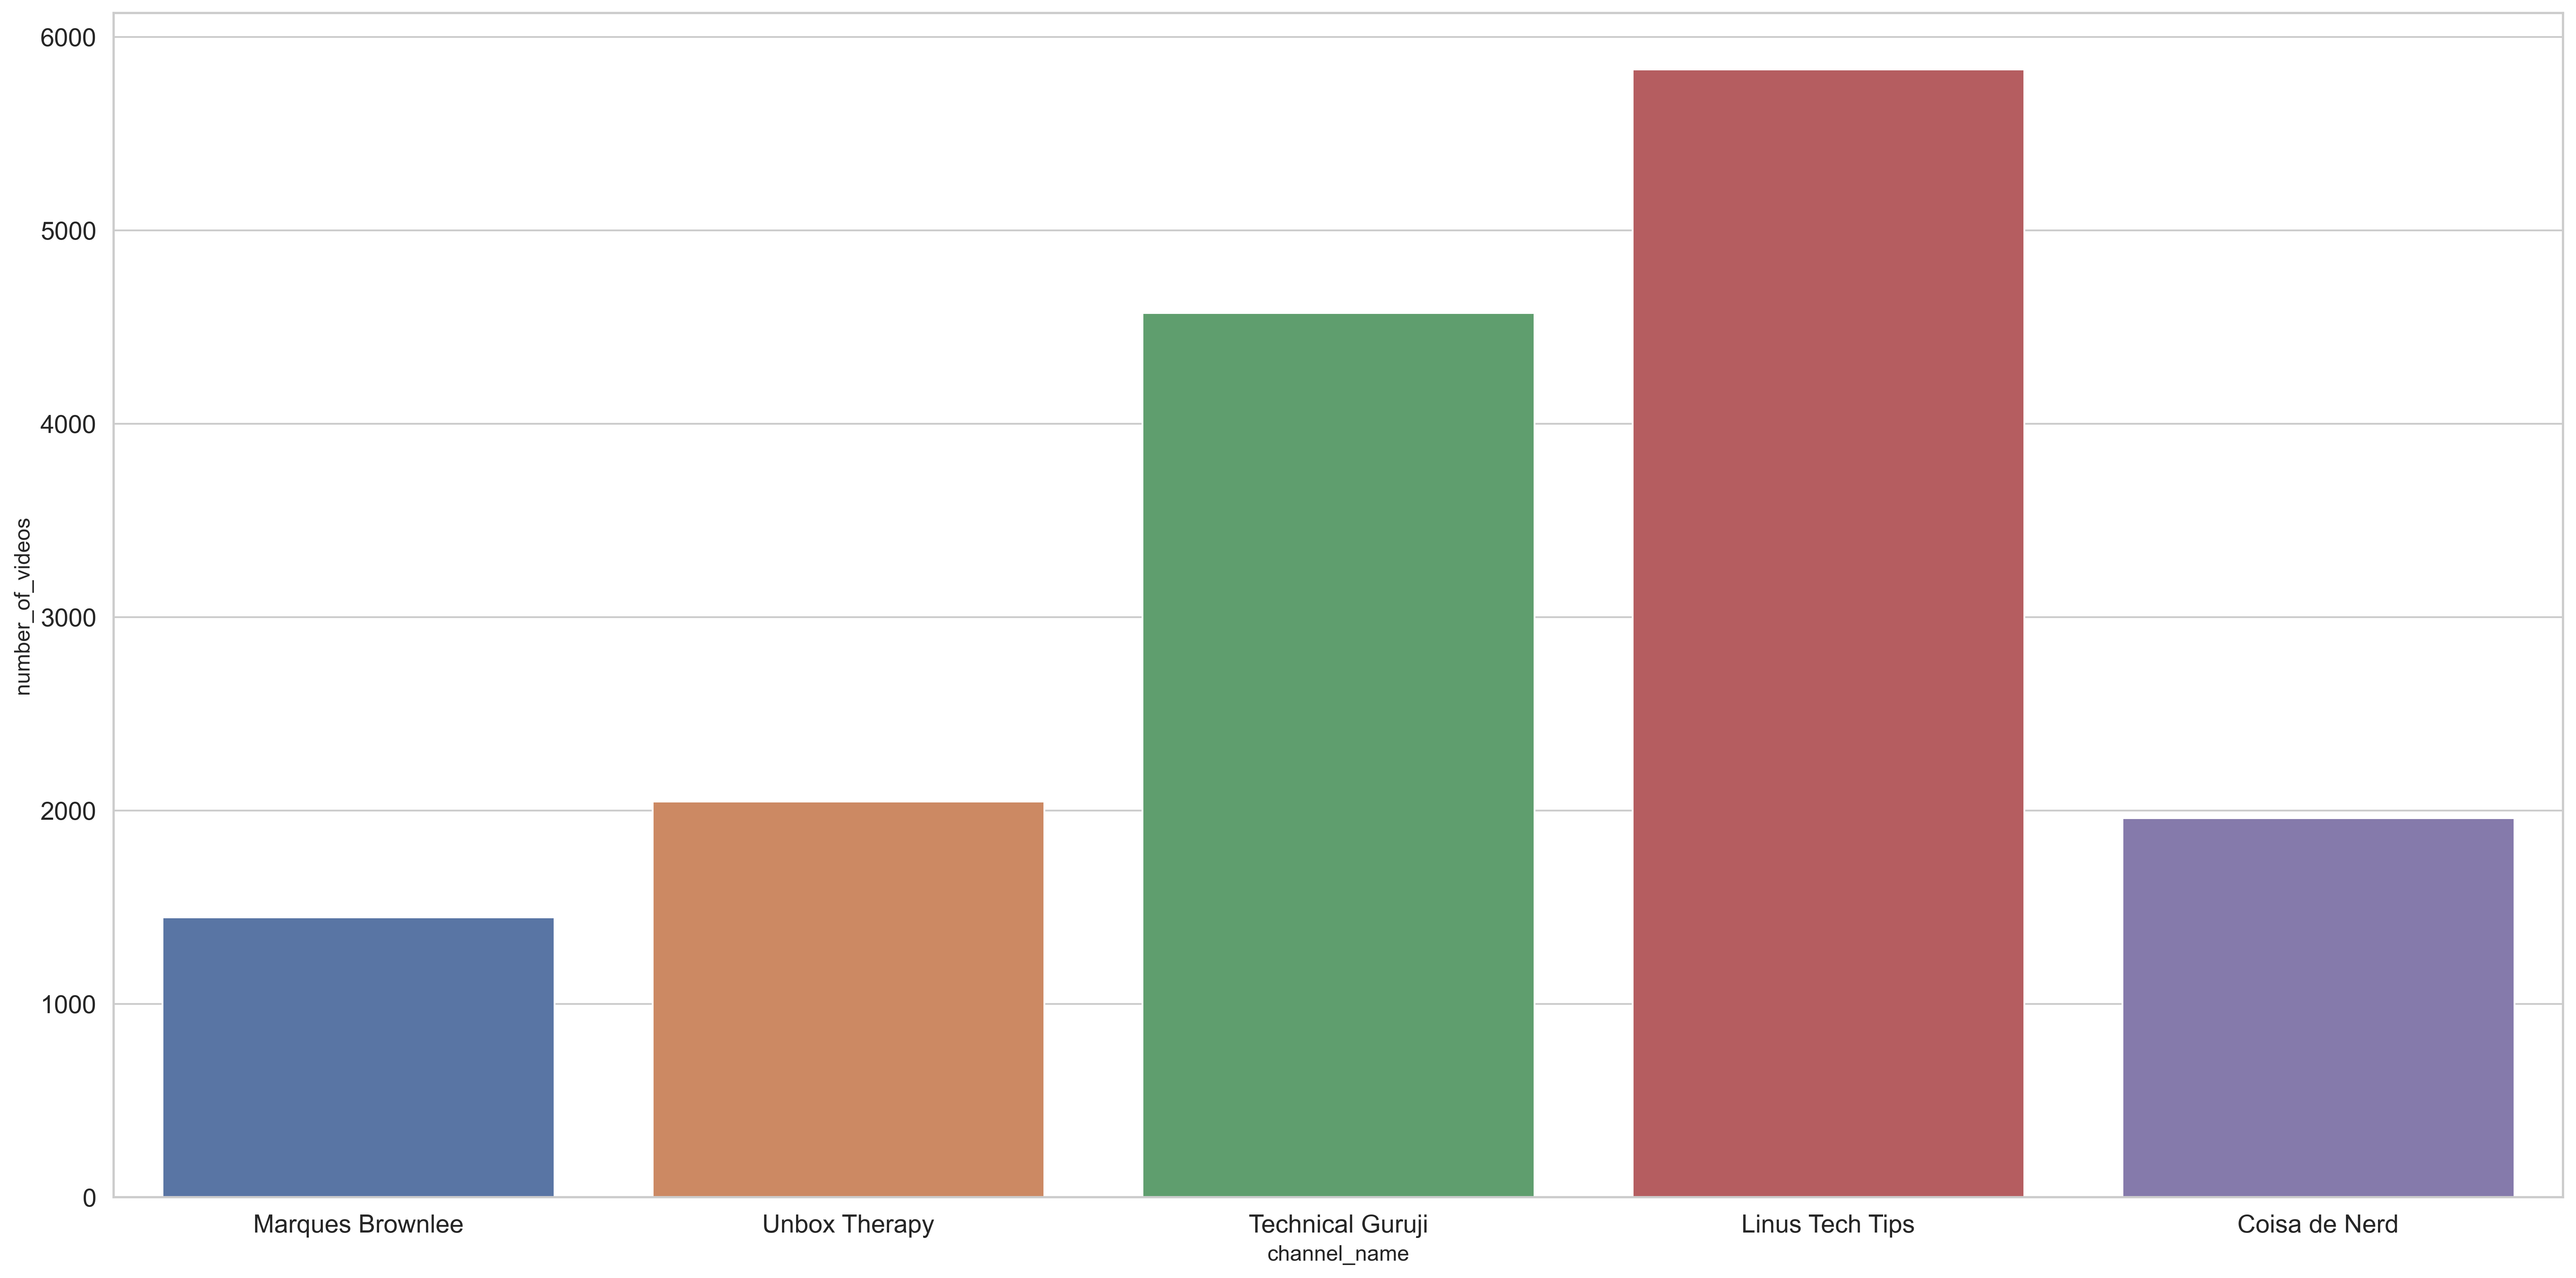 6000
5000
4000
3000
2000
1000
0
number_of_videos
Marques Brownlee
Unbox Therapy
Technical Guruji
Linus Tech Tips
Coisa de Nerd
channel_name